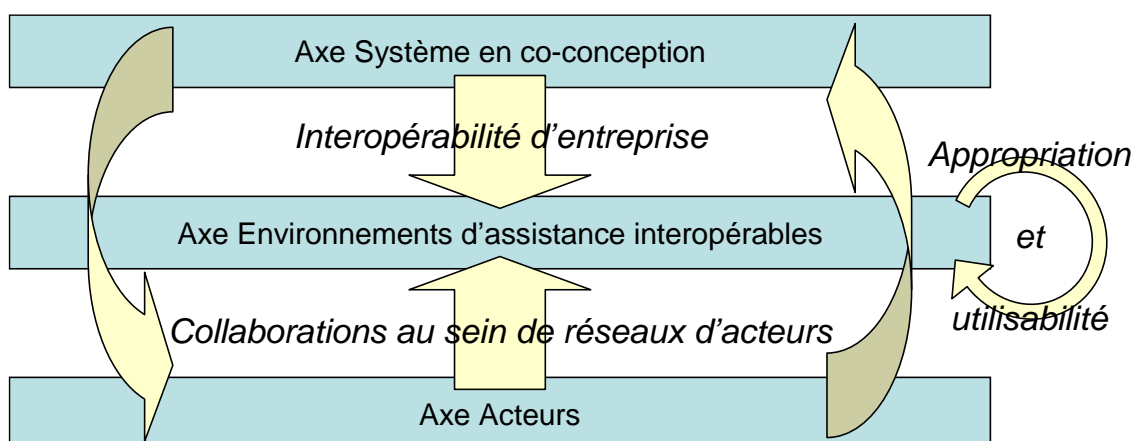 Axe Système en co-conception
Interopérabilité d'entreprise
Appropriation
Axe Environnements d'assistance interopérables
et
utilisabilité
Collaborations au sein de réseaux d'acteurs
Axe Acteurs